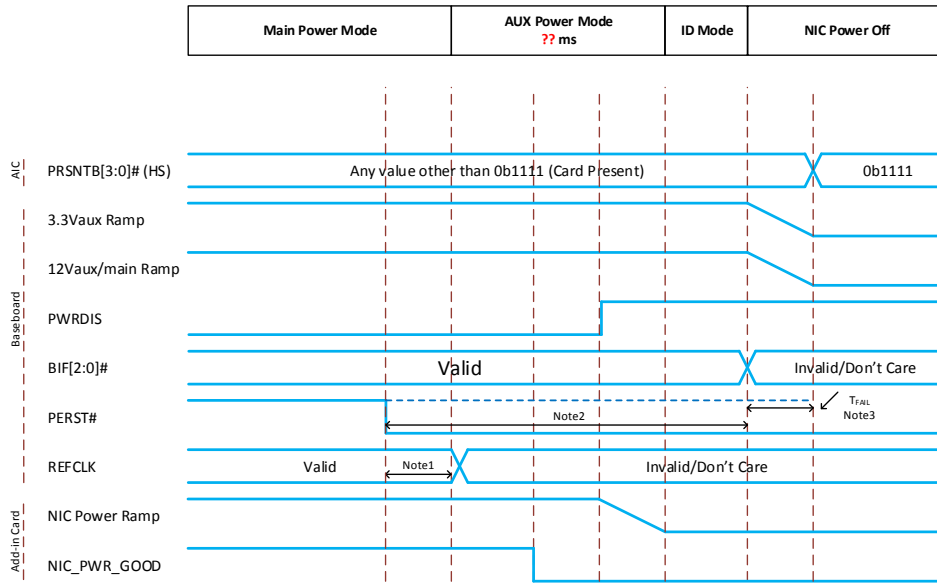 Main Power Mode
AUX Power Mode
?? ms
ID Mode
NIC Power Off
AIC
PRSNTB[3:0]# (HS)
Any value other than 0b1111 (Card Present)
0b1111
Baseboard
3.3Vaux Ramp
12Vaux/main Ramp
PWRDIS
BIF[2:0]#
Valid
Invalid/Don't Care
PERST#
Note2
TFAIL
Note3
REFCLK
Valid
Note1
Invalid/Don't Care
Add-in Card
NIC Power Ramp
NIC_PWR_GOOD